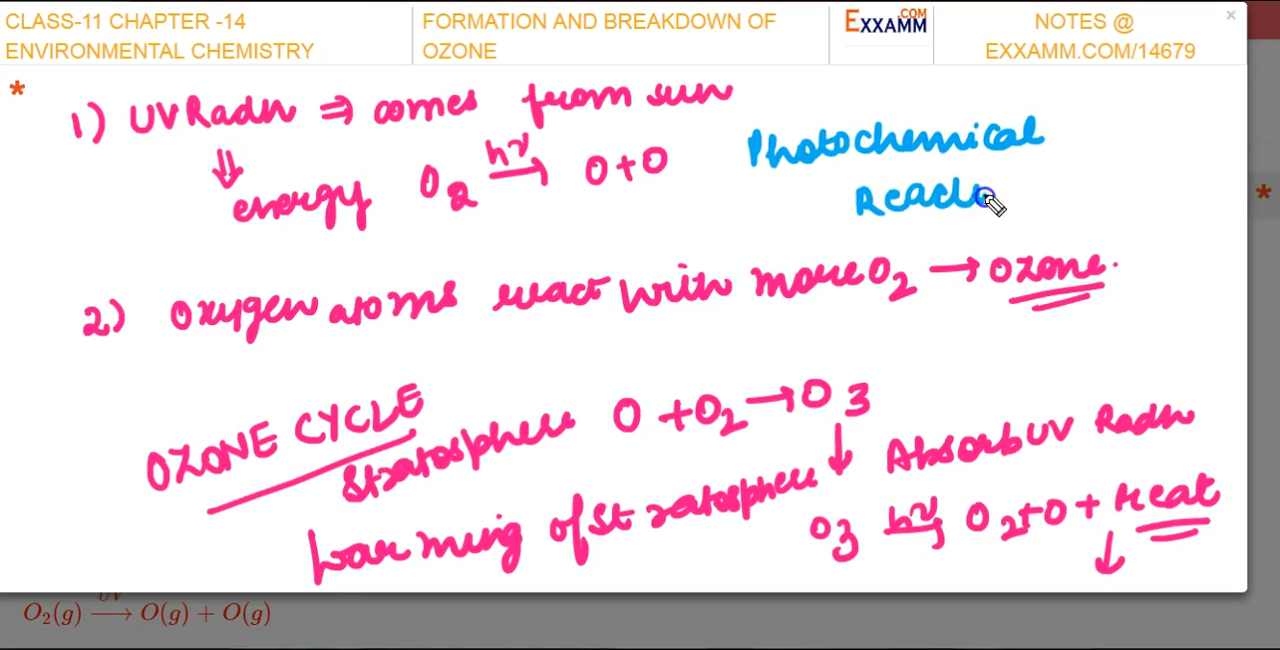 CLASS-11 CHAPTER -14
ENVIRONMENTAL CHEMISTRY
FORMATION AND BREAKDOWN OF
OZONE
EXXAMM.COM
NOTES @
EXXAMM.COM/14679
×
*
1) UV Radn ⇒ comes from sun
⇓
energy O2 hν→ O+O
Photochemical
Reac
*
2) Oxygen atoms react with more O2 → Ozone.
OZONE CYCLE
Stratosphere O + O2 → O3
↓ Absorb UV Radn
Warming of Stratosphere
O3 hν→ O2+O + Heat
↓
O2(g) UV→ O(g) + O(g)